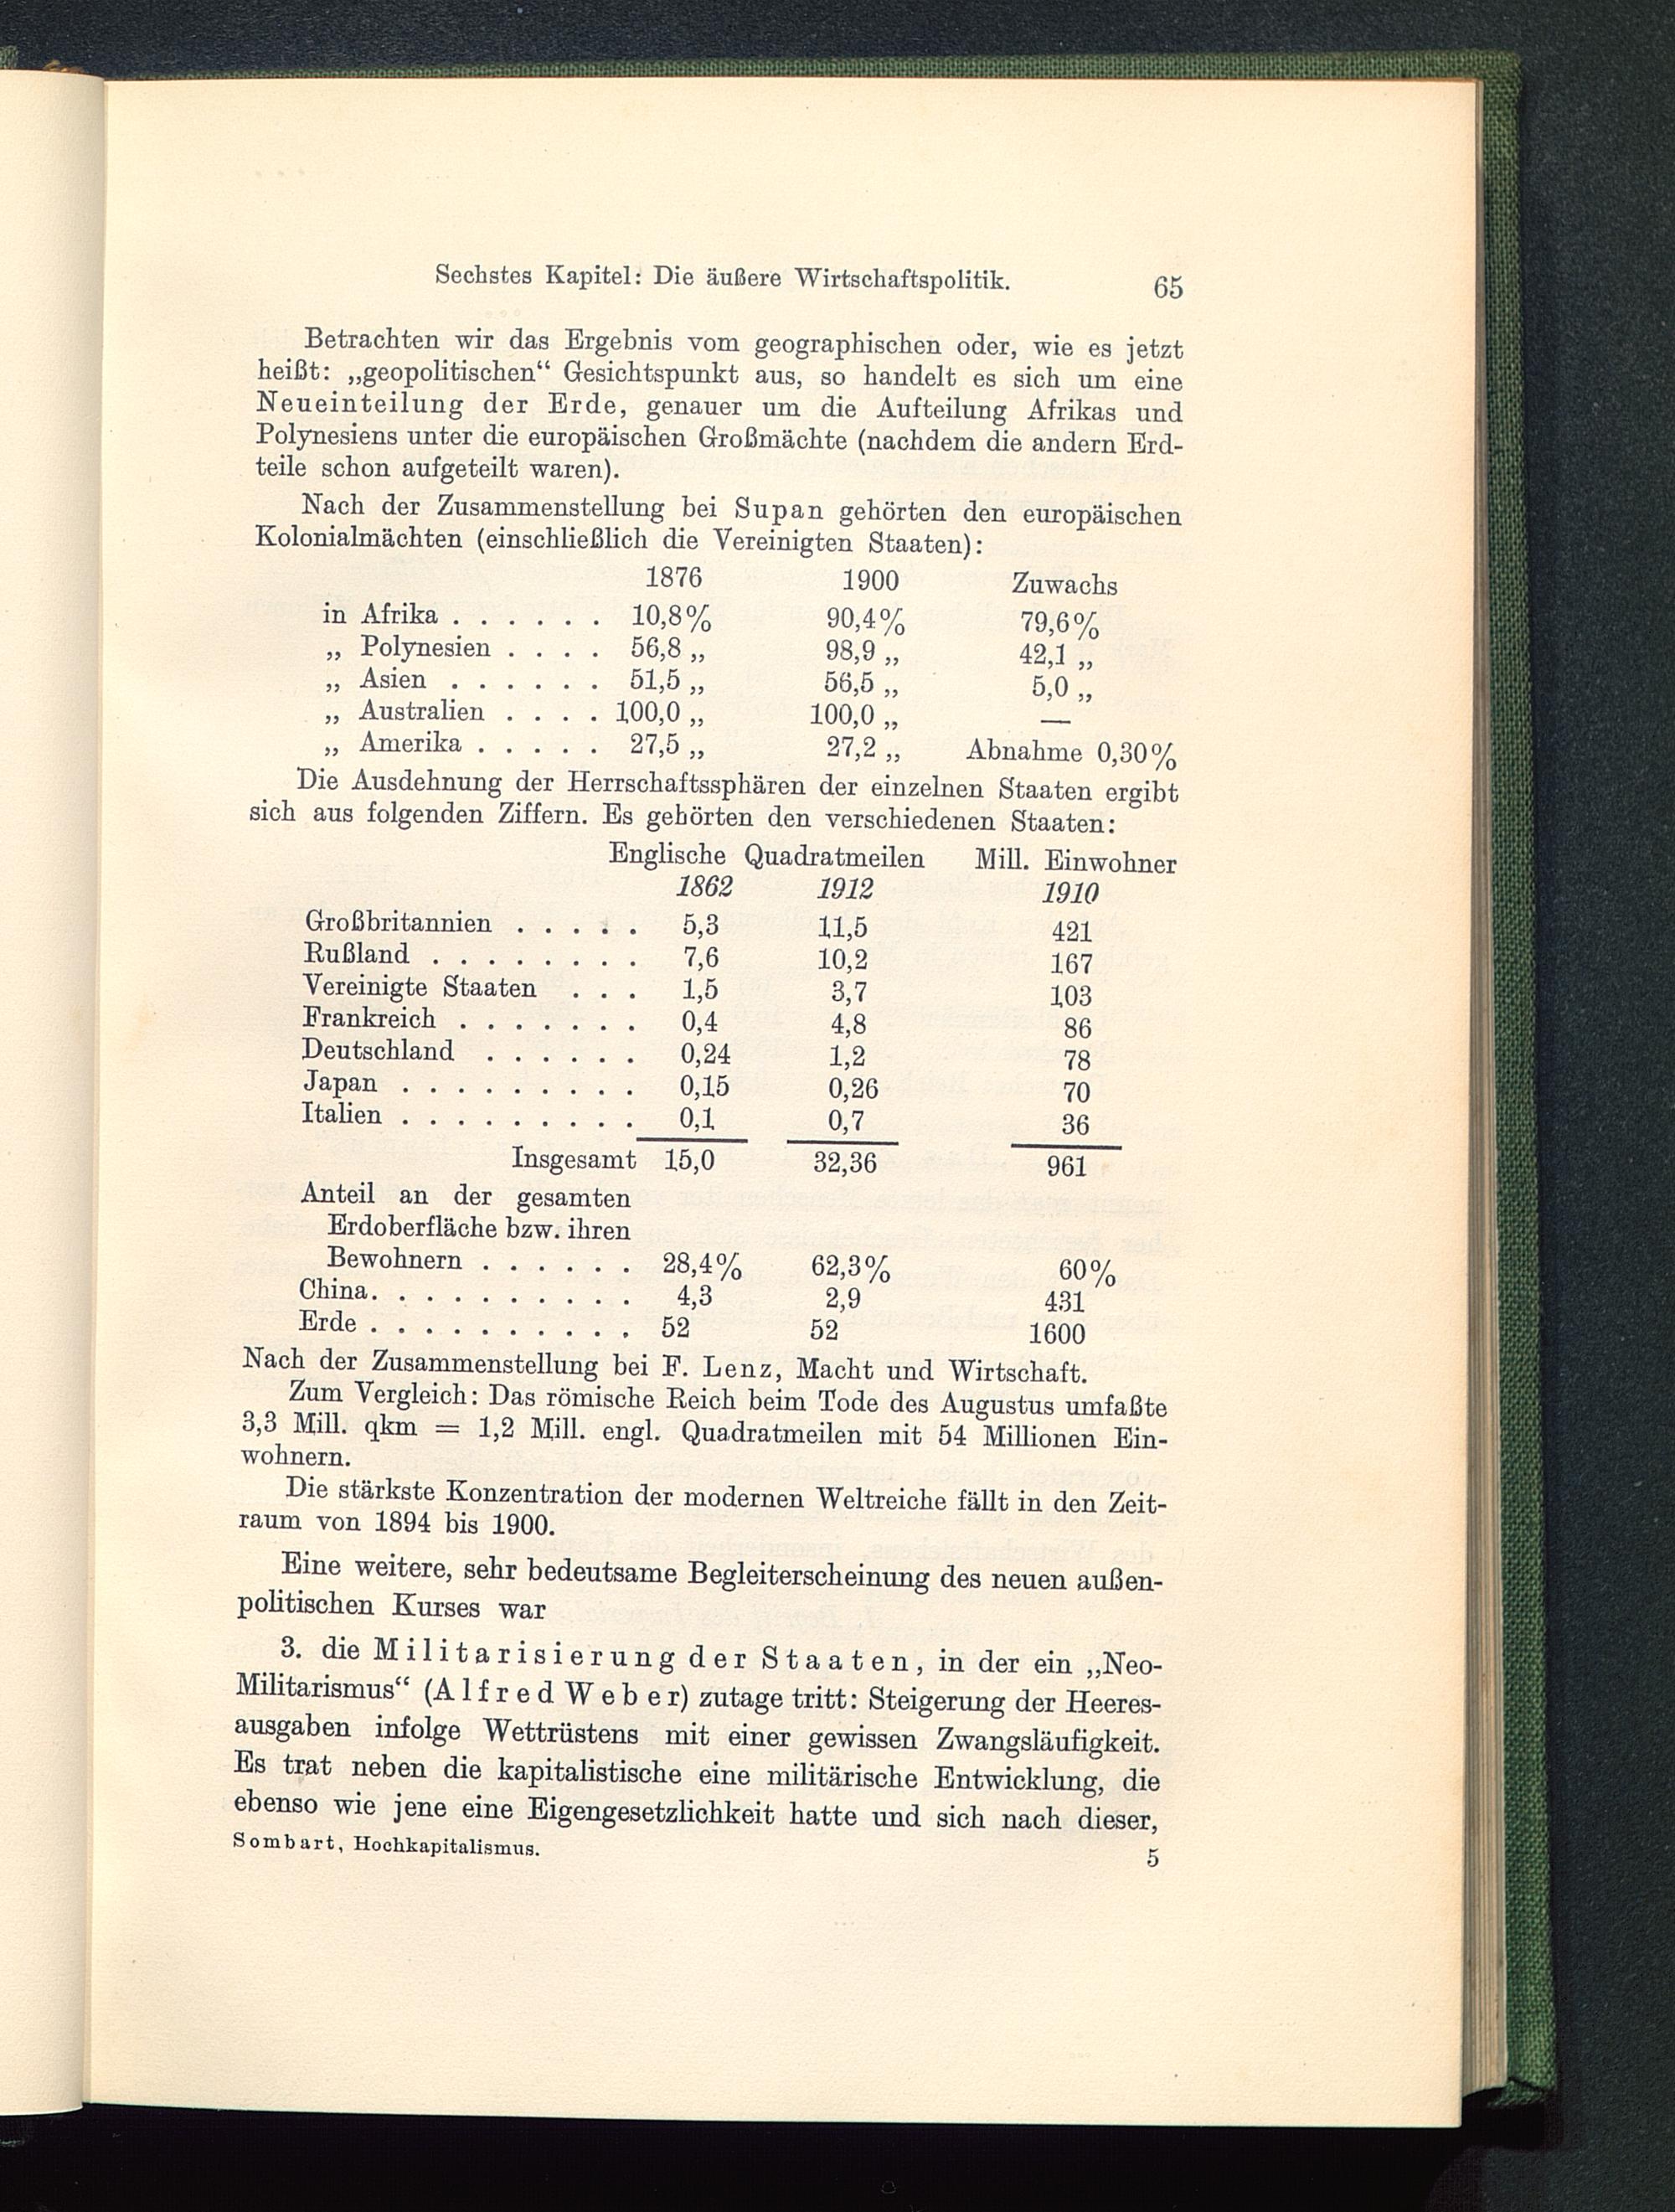 Sechstes Kapitel: Die äußere Wirtschaftspolitik. 65
Betrachten wir das Ergebnis vom geographischen oder, wie es jetzt
heißt: „geopolitischen“ Gesichtspunkt aus, so handelt es sich um eine
Neueinteilung der Erde, genauer um die Aufteilung Afrikas und
Polynesiens unter die europäischen Großmächte (nachdem die andern Erd-
teile schon aufgeteilt waren).
Nach der Zusammenstellung bei Supan gehörten den europäischen
Kolonialmächten (einschließlich die Vereinigten Staaten):
1876 1900 Zuwachs
in Afrika . . . . . . 10,8% 90,4% 79,6%
„ Polynesien . . . . 56,8 „ 98,9 „ 42,1 „
„ Asien . . . . . . 51,5 „ 56,5 „ 5,0 „
„ Australien . . . . 100,0 „ 100,0 „ —
„ Amerika . . . . . 27,5 „ 27,2 „ Abnahme 0,30%
Die Ausdehnung der Herrschaftssphären der einzelnen Staaten ergibt
sich aus folgenden Ziffern. Es gehörten den verschiedenen Staaten:
Englische Quadratmeilen Mill. Einwohner
1862 1912 1910
Großbritannien . . . . . 5,3 11,5 421
Rußland . . . . . . . . 7,6 10,2 167
Vereinigte Staaten . . . 1,5 3,7 103
Frankreich . . . . . . . 0,4 4,8 86
Deutschland . . . . . . 0,24 1,2 78
Japan . . . . . . . . . 0,15 0,26 70
Italien . . . . . . . . . 0,1 0,7 36
Insgesamt 15,0 32,36 961
Anteil an der gesamten
Erdoberfläche bzw. ihren
Bewohnern . . . . . . 28,4% 62,3% 60%
China. . . . . . . . . . 4,3 2,9 431
Erde . . . . . . . . . . 52 52 1600
Nach der Zusammenstellung bei F. Lenz, Macht und Wirtschaft.
Zum Vergleich: Das römische Reich beim Tode des Augustus umfaßte
3,3 Mill. qkm = 1,2 Mill. engl. Quadratmeilen mit 54 Millionen Ein-
wohnern.
Die stärkste Konzentration der modernen Weltreiche fällt in den Zeit-
raum von 1894 bis 1900.
Eine weitere, sehr bedeutsame Begleiterscheinung des neuen außen-
politischen Kurses war
3. die Militarisierung der Staaten, in der ein „Neo-
Militarismus“ (Alfred Weber) zutage tritt: Steigerung der Heeres-
ausgaben infolge Wettrüstens mit einer gewissen Zwangsläufigkeit.
Es trat neben die kapitalistische eine militärische Entwicklung, die
ebenso wie jene eine Eigengesetzlichkeit hatte und sich nach dieser,
Sombart, Hochkapitalismus. 5